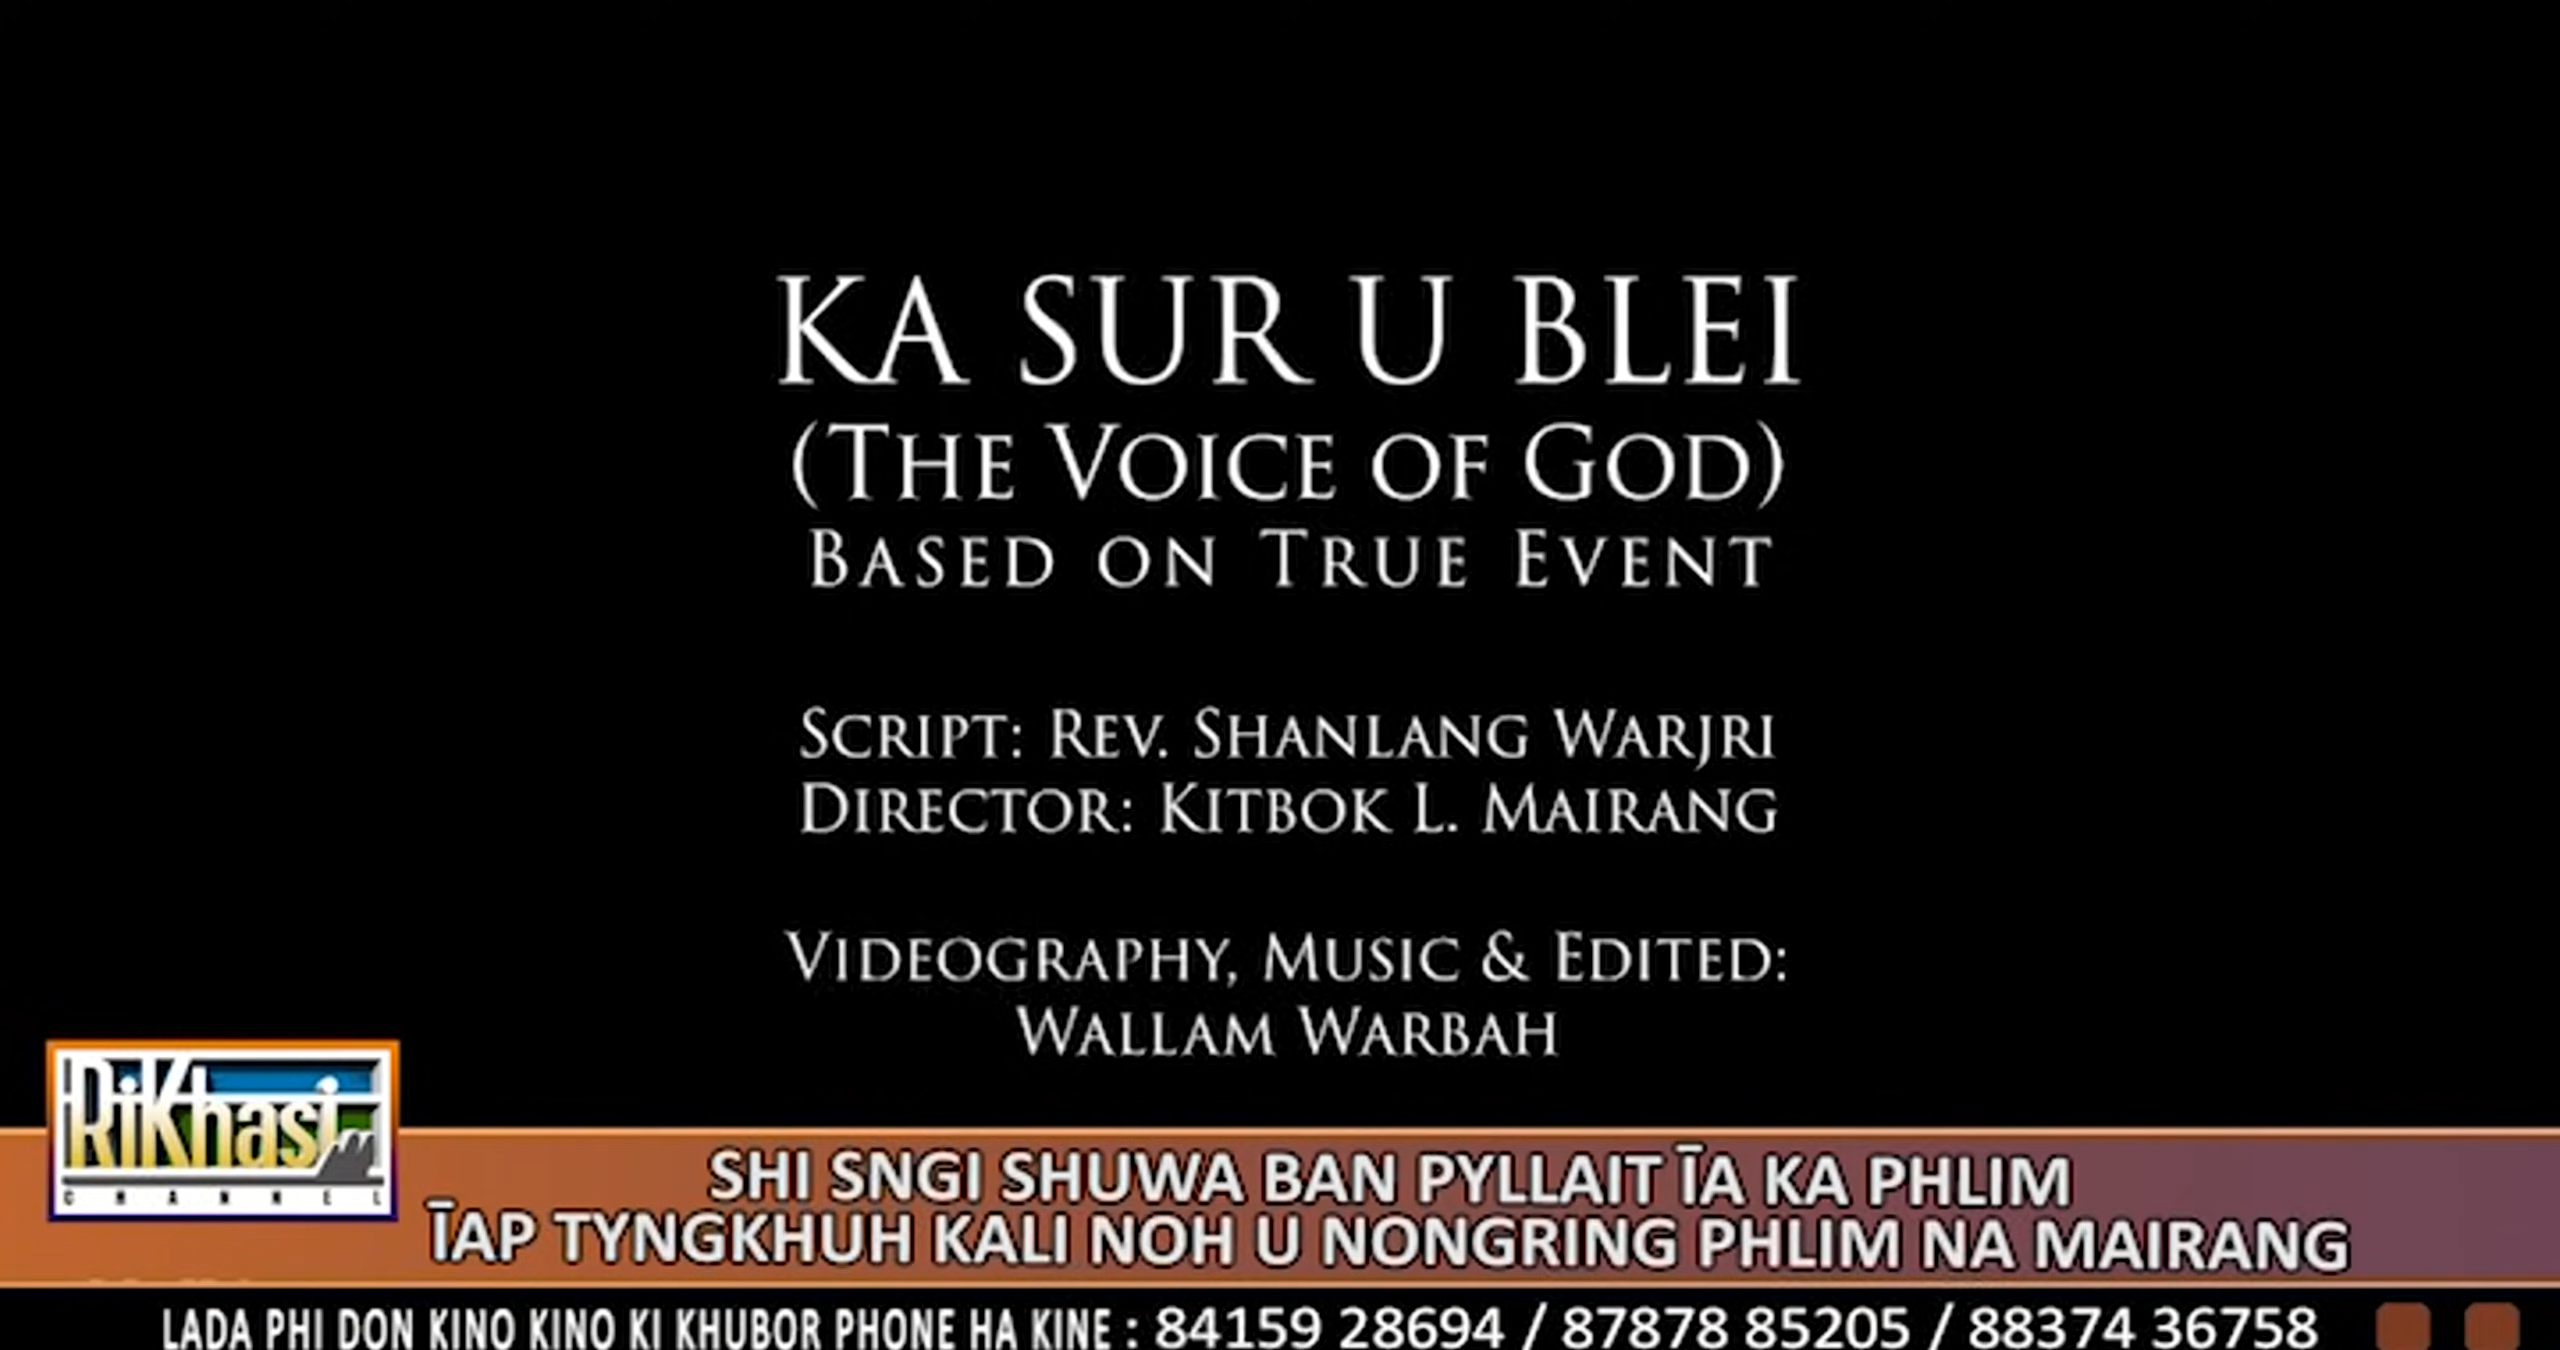 KA SUR U BLEI
(THE VOICE OF GOD)
BASED ON TRUE EVENT
SCRIPT: REV. SHANLANG WARJRI
DIRECTOR: KITBOK L. MAIRANG
VIDEOGRAPHY, MUSIC & EDITED:
WALLAM WARBAH
RiKhasi
CHANNEL
SHI SNGI SHUWA BAN PYLLAIT ĪA KA PHLIM
ĪAP TYNGKHUH KALI NOH U NONGRING PHLIM NA MAIRANG
LADA PHI DON KINO KINO KI KHUBOR PHONE HA KINE : 84159 28694 / 87878 85205 / 88374 36758